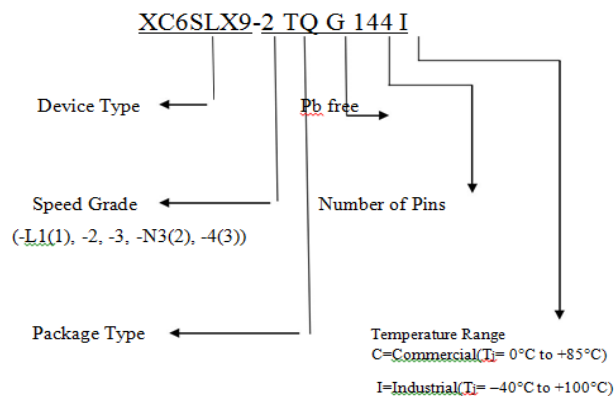 XC6SLX9-2 TQ G 144 I
Device Type
Pb free
Speed Grade
Number of Pins
(-L1(1), -2, -3, -N3(2), -4(3))
Package Type
Temperature Range
C=Commercial(Tj= 0°C to +85°C)
I=Industrial(Tj= –40°C to +100°C)